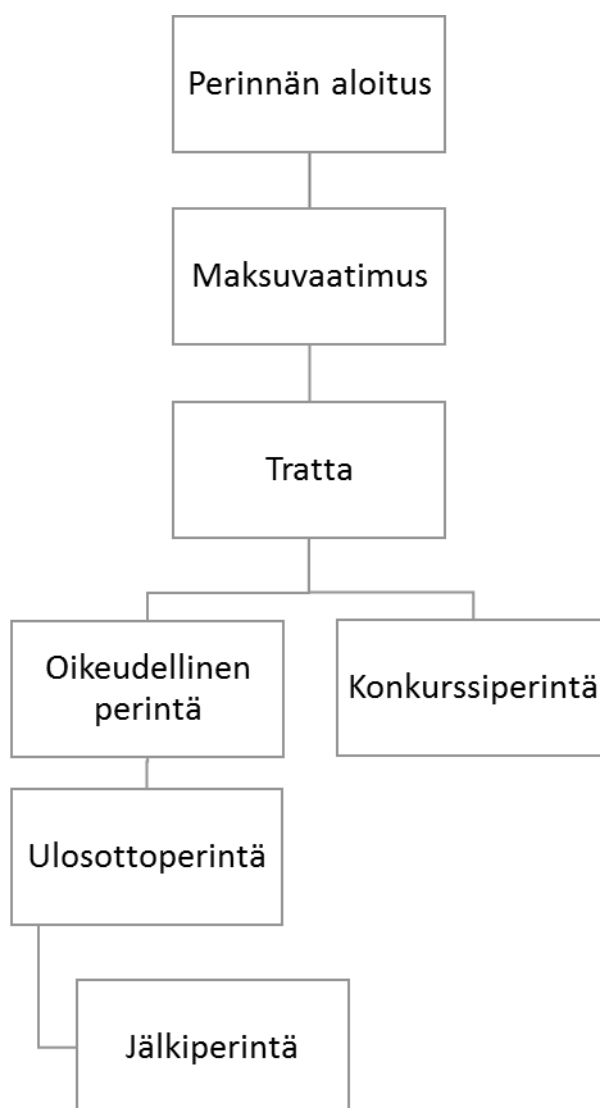 Perinnän aloitus
Maksuvaatimus
Tratta
Oikeudellinen
perintä
Konkurssiperintä
Ulosottoperintä
Jälkiperintä